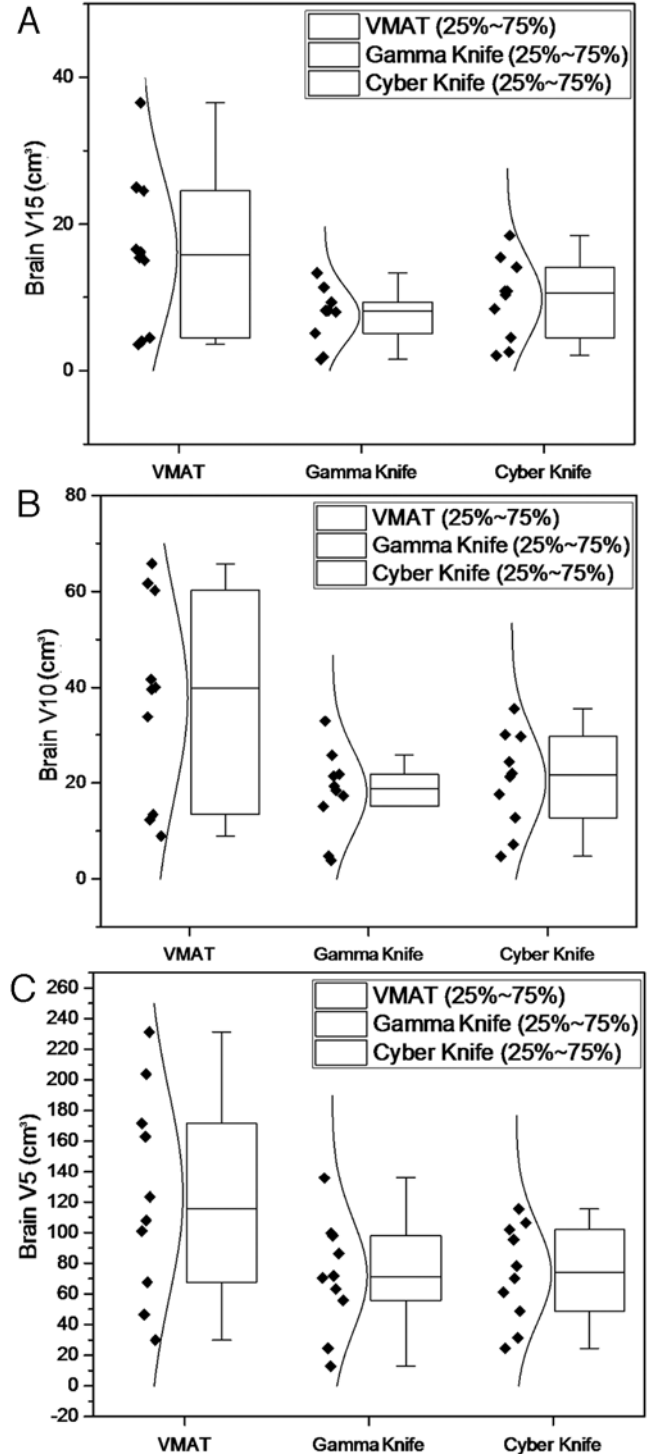 A
VMAT (25%~75%)
Gamma Knife (25%~75%)
Cyber Knife (25%~75%)
40
20
0
Brain V15 (cm³)
VMAT Gamma Knife Cyber Knife
B
VMAT (25%~75%)
Gamma Knife (25%~75%)
Cyber Knife (25%~75%)
80
60
40
20
0
Brain V10 (cm³)
VMAT Gamma Knife Cyber Knife
C
VMAT (25%~75%)
Gamma Knife (25%~75%)
Cyber Knife (25%~75%)
260
240
220
200
180
160
140
120
100
80
60
40
20
0
-20
Brain V5 (cm³)
VMAT Gamma Knife Cyber Knife